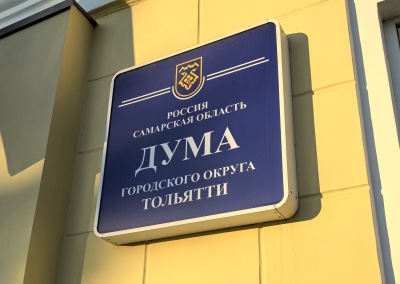 РОССИЯ
САМАРСКАЯ ОБЛАСТЬ
ДУМА
ГОРОДСКОГО ОКРУГА
ТОЛЬЯТТИ